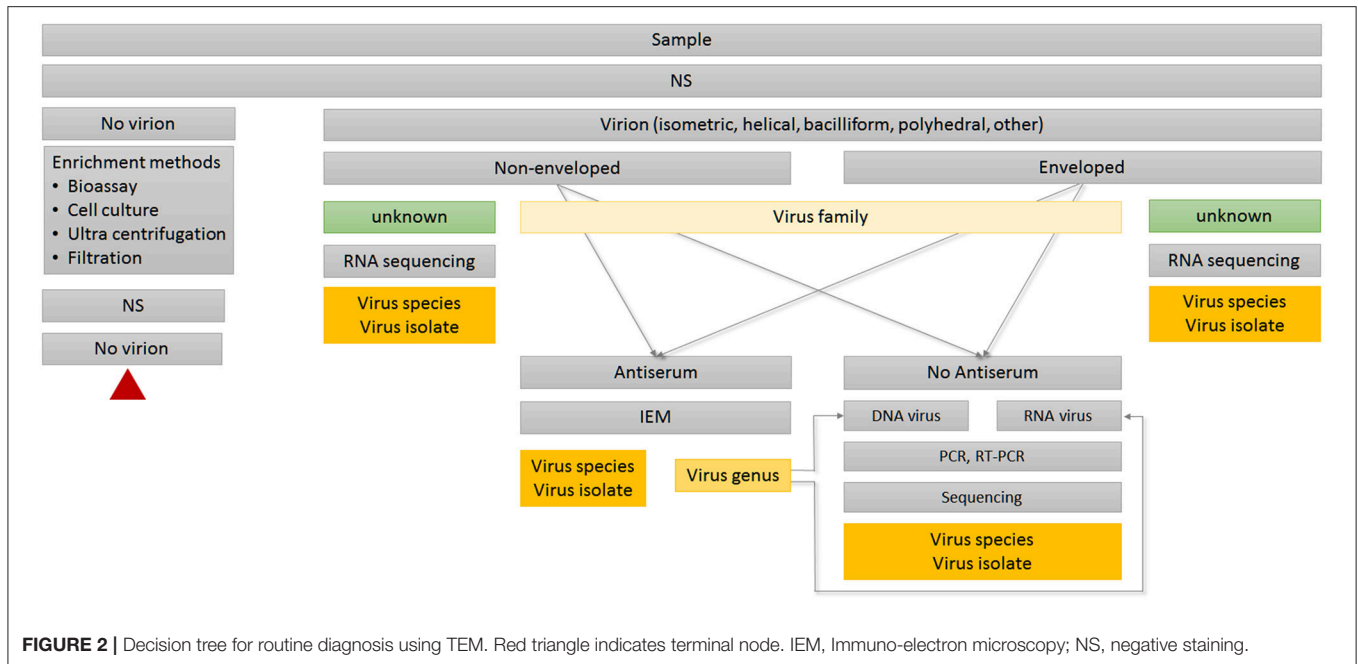 Sample
NS
No virion
Enrichment methods
• Bioassay
• Cell culture
• Ultra centrifugation
• Filtration
NS
No virion
Virion (isometric, helical, bacilliform, polyhedral, other)
Non-enveloped
Enveloped
unknown
Virus family
unknown
RNA sequencing
RNA sequencing
Virus species
Virus isolate
Virus species
Virus isolate
Antiserum
No Antiserum
IEM
DNA virus
RNA virus
Virus species
Virus isolate
Virus genus
PCR, RT-PCR
Sequencing
Virus species
Virus isolate
FIGURE 2 | Decision tree for routine diagnosis using TEM. Red triangle indicates terminal node. IEM, Immuno-electron microscopy; NS, negative staining.